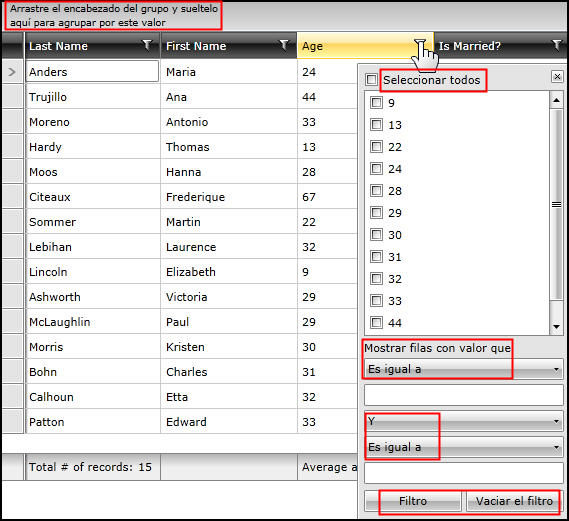 Arrastre el encabezado del grupo y sueltelo
aquí para agrupar por este valor
Last Name First Name Age Is Married?
Anders Maria 24
Trujillo Ana 44
Moreno Antonio 33
Hardy Thomas 13
Moos Hanna 28
Citeaux Frederique 67
Sommer Martin 22
Lebihan Laurence 32
Lincoln Elizabeth 9
Ashworth Victoria 29
McLaughlin Paul 29
Morris Kristen 30
Bohn Charles 31
Calhoun Etta 32
Patton Edward 33
Total # of records: 15 Average a
Seleccionar todos
9
13
22
24
28
29
30
31
32
33
44
Mostrar filas con valor que
Es igual a
Y
Es igual a
Filtro Vaciar el filtro